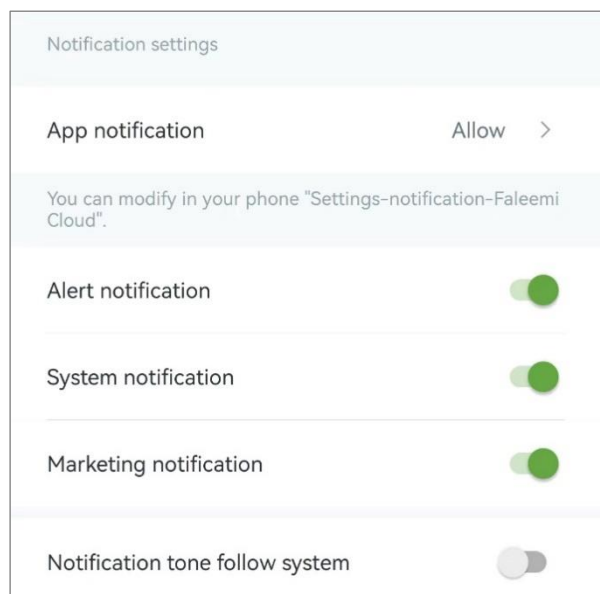 Notification settings
App notification Allow
You can modify in your phone "Settings-notification-Faleemi
Cloud".
Alert notification
System notification
Marketing notification
Notification tone follow system